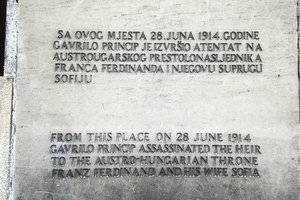 SA OVOG MJESTA 28. JUNA 1914. GODINE
GAVRILO PRINCIP JE IZVRŠIO ATENTAT NA
AUSTROUGARSKOG PRESTOLONASLJEDNIKA
FRANCA FERDINANDA I NJEGOVU SUPRUGU
SOFIJU
FROM THIS PLACE ON 28 JUNE 1914
GAVRILO PRINCIP ASSASSINATED THE HEIR
TO THE AUSTRO-HUNGARIAN THRONE
FRANZ FERDINAND AND HIS WIFE SOFIA